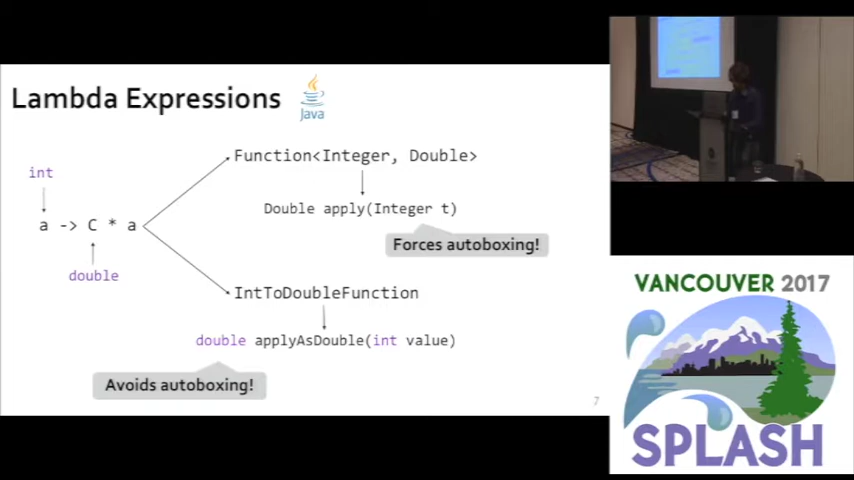 Lambda Expressions
Java
Function<Integer, Double>
int
Double apply(Integer t)
a -> C * a
Forces autoboxing!
double
IntToDoubleFunction
double applyAsDouble(int value)
Avoids autoboxing!
7
VANCOUVER 2017
SPLASH